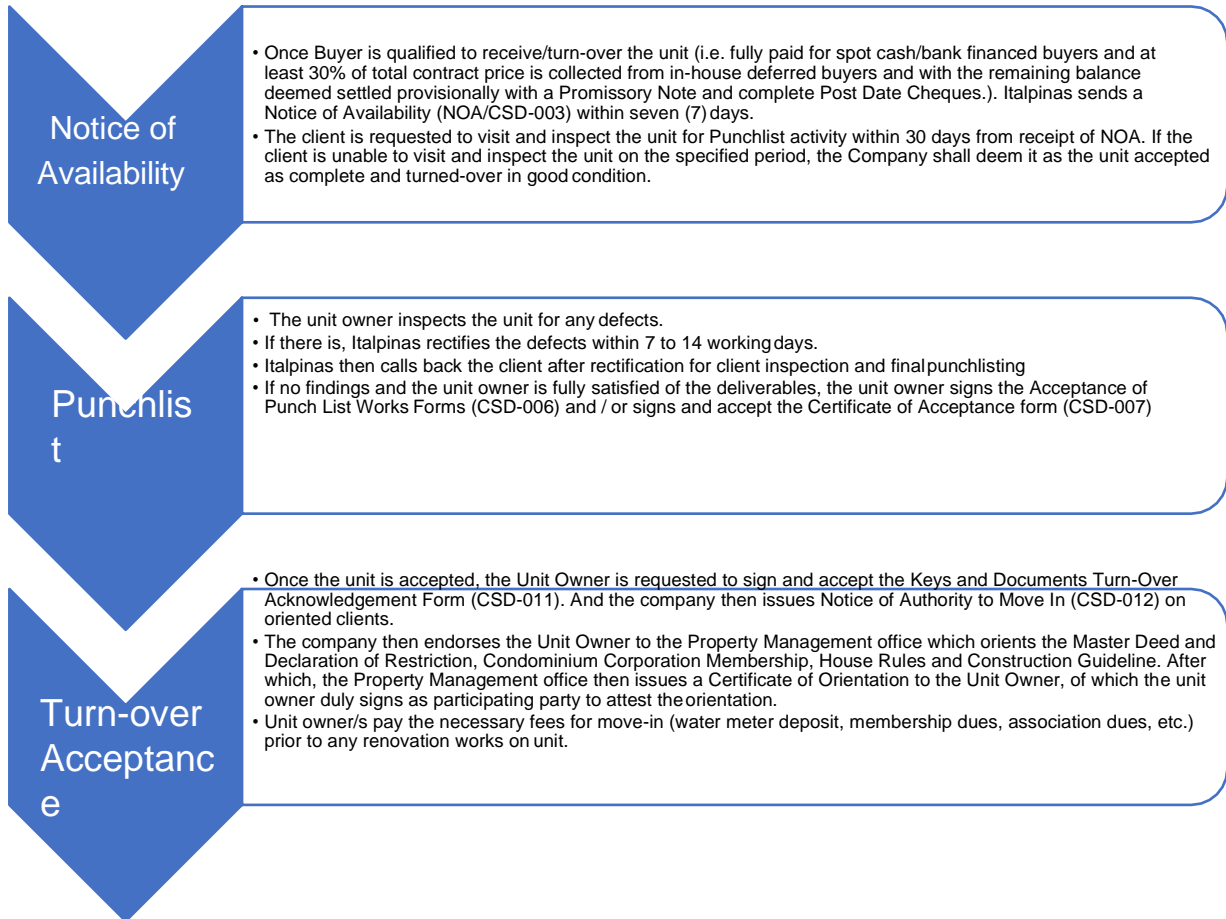 Notice of
Availability
• Once Buyer is qualified to receive/turn-over the unit (i.e. fully paid for spot cash/bank financed buyers and at
least 30% of total contract price is collected from in-house deferred buyers and with the remaining balance
deemed settled provisionally with a Promissory Note and complete Post Date Cheques.). Italpinas sends a
Notice of Availability (NOA/CSD-003) within seven (7) days.
• The client is requested to visit and inspect the unit for Punchlist activity within 30 days from receipt of NOA. If the
client is unable to visit and inspect the unit on the specified period, the Company shall deem it as the unit accepted
as complete and turned-over in good condition.
Punchlis
t
• The unit owner inspects the unit for any defects.
• If there is, Italpinas rectifies the defects within 7 to 14 working days.
• Italpinas then calls back the client after rectification for client inspection and final punchlisting
• If no findings and the unit owner is fully satisfied of the deliverables, the unit owner signs the Acceptance of
Punch List Works Forms (CSD-006) and / or signs and accept the Certificate of Acceptance form (CSD-007)
Turn-over
Acceptanc
e
• Once the unit is accepted, the Unit Owner is requested to sign and accept the Keys and Documents Turn-Over
Acknowledgement Form (CSD-011). And the company then issues Notice of Authority to Move In (CSD-012) on
oriented clients.
• The company then endorses the Unit Owner to the Property Management office which orients the Master Deed and
Declaration of Restriction, Condominium Corporation Membership, House Rules and Construction Guideline. After
which, the Property Management office then issues a Certificate of Orientation to the Unit Owner, of which the unit
owner duly signs as participating party to attest the orientation.
• Unit owner/s pay the necessary fees for move-in (water meter deposit, membership dues, association dues, etc.)
prior to any renovation works on unit.